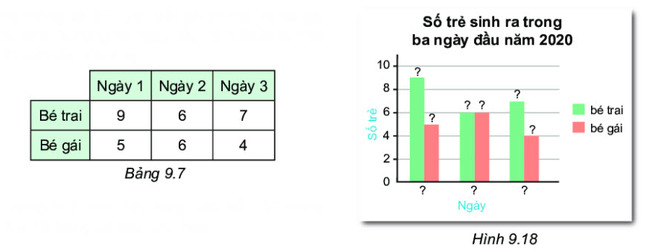 Ngày 1 Ngày 2 Ngày 3
Bé trai 9 6 7
Bé gái 5 6 4
Bảng 9.7
Số trẻ sinh ra trong
ba ngày đầu năm 2020
10
8
6
4
2
0
Số trẻ
? ? ? ? ? ?
? ? ?
Ngày
bé trai
bé gái
Hình 9.18